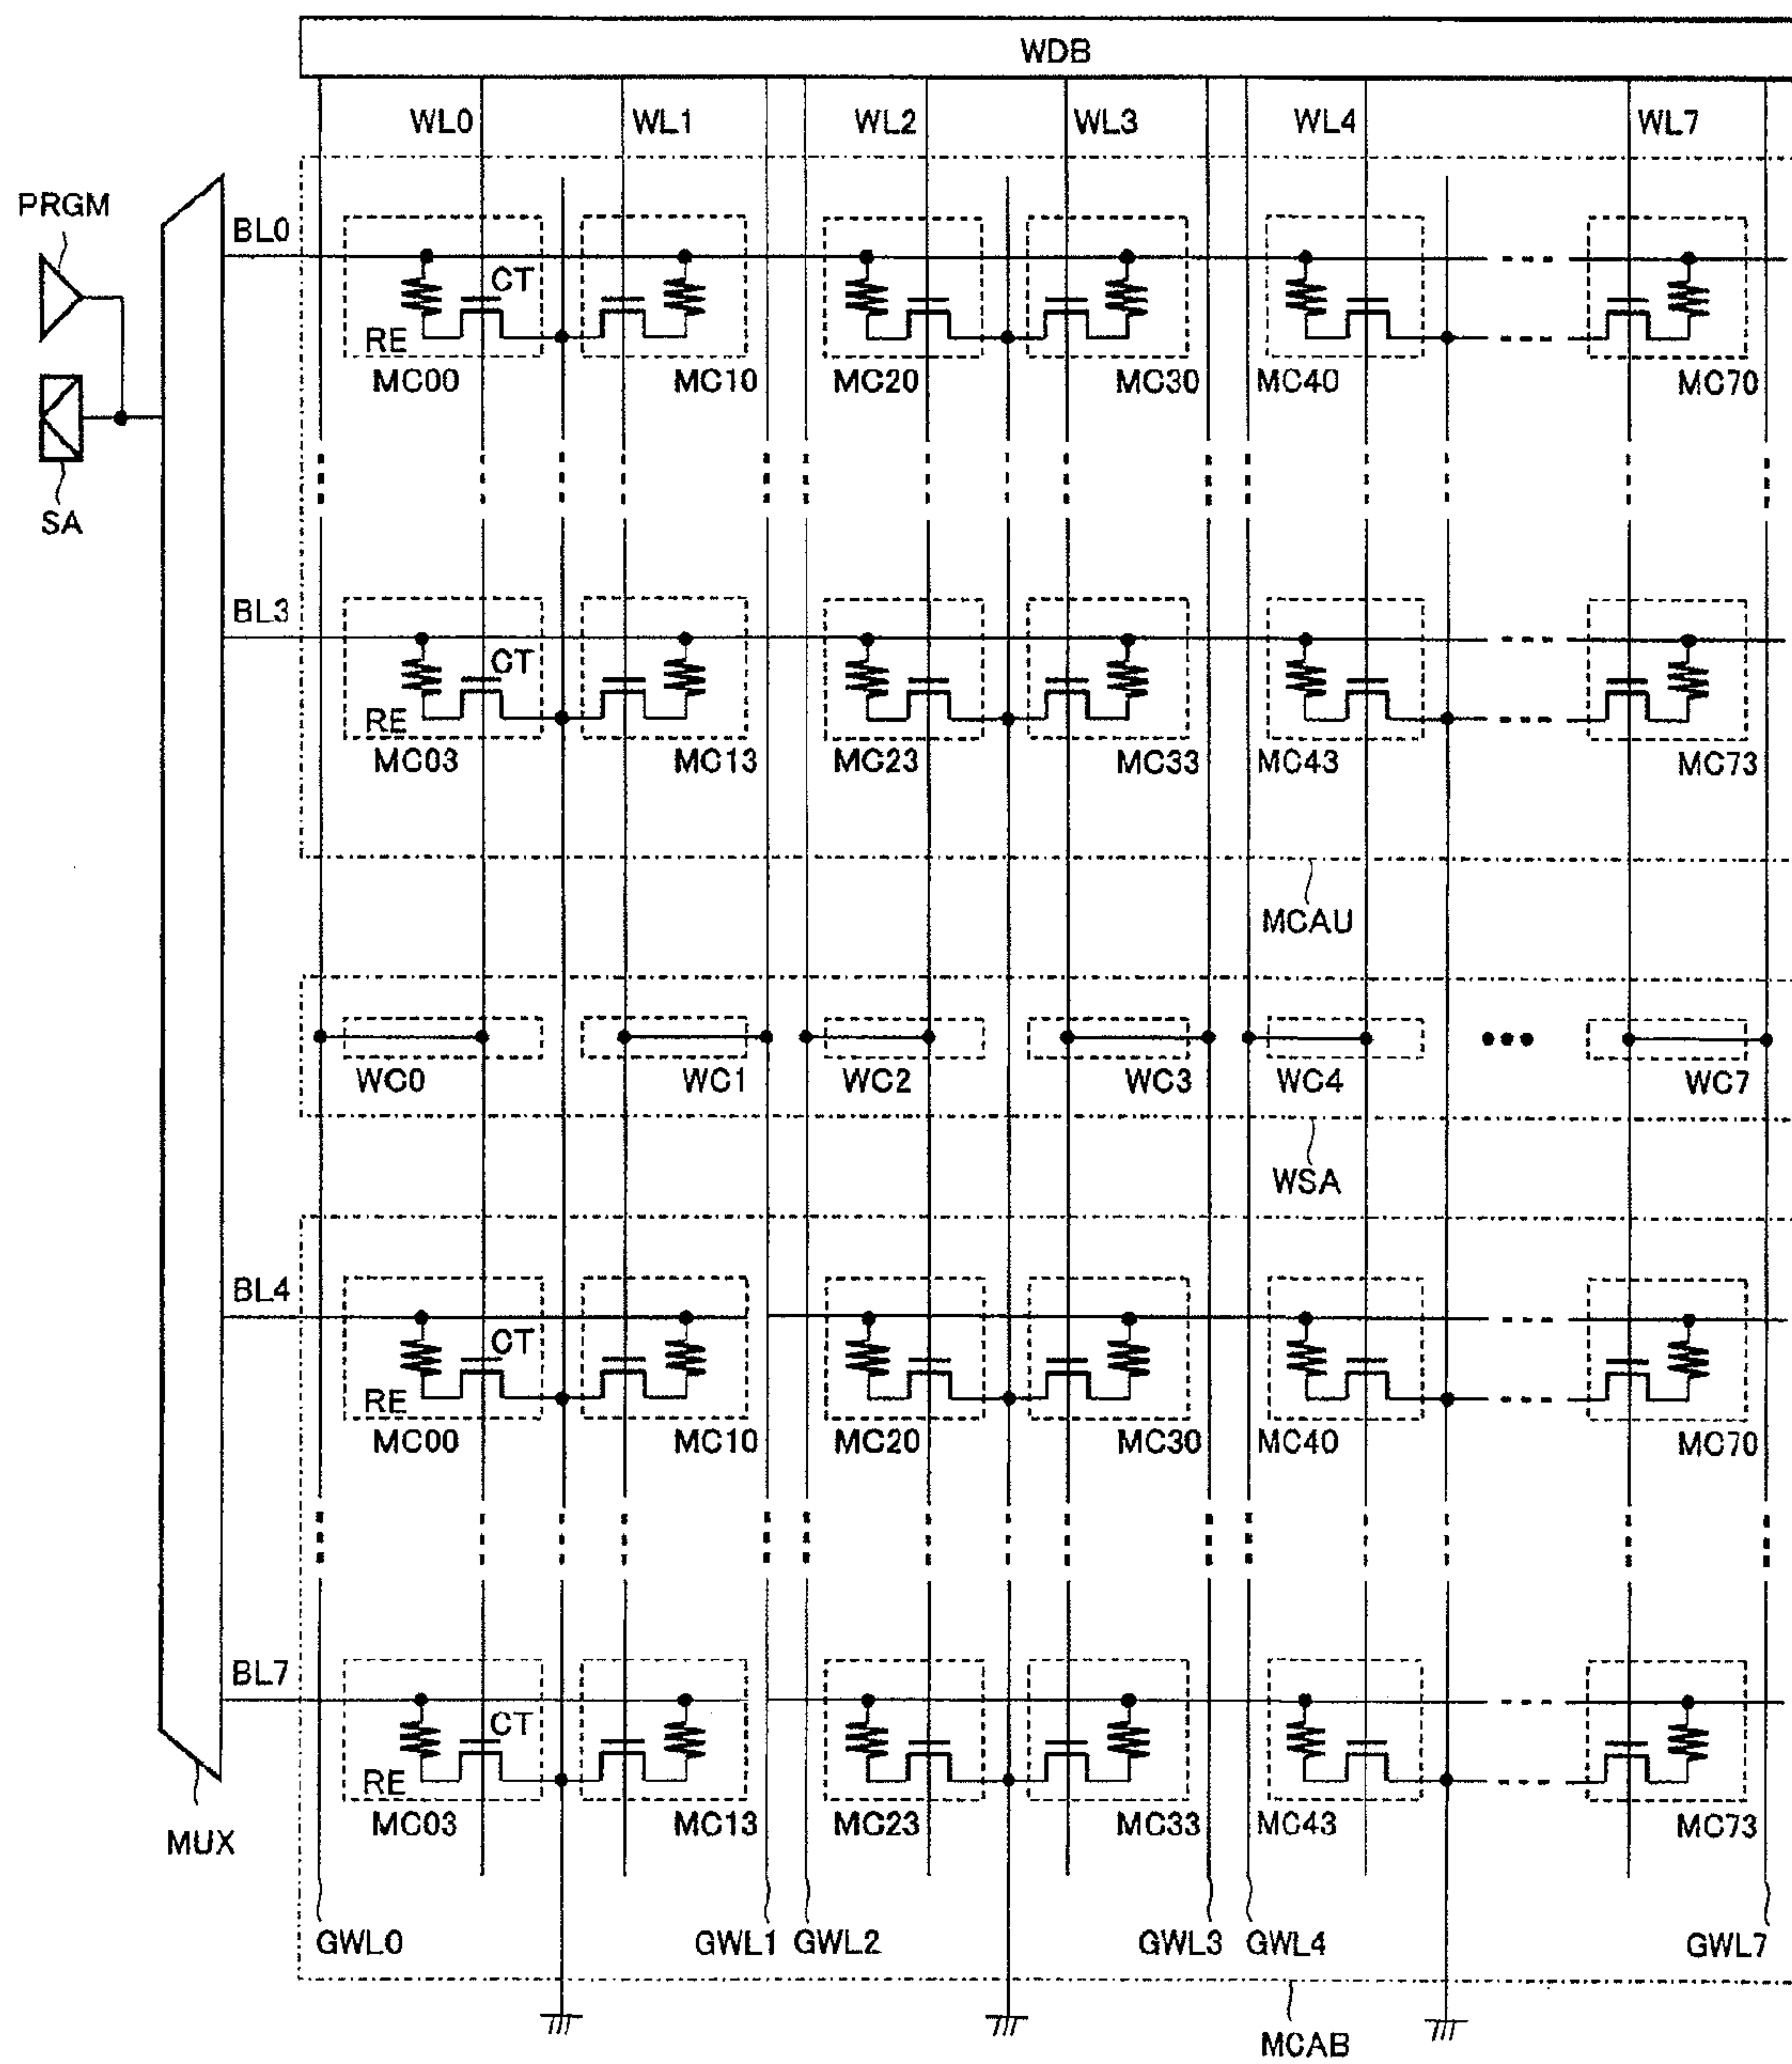 WDB
WL0 WL1 WL2 WL3 WL4 WL7
PRGM
BL0
CT
RE
MC00 MC10 MC20 MC30 MC40 MC70
SA
BL3
CT
RE
MC03 MC13 MC23 MC33 MC43 MC73
MCAU
WC0 WC1 WC2 WC3 WC4 WC7
WSA
BL4
CT
RE
MC00 MC10 MC20 MC30 MC40 MC70
BL7
CT
RE
MC03 MC13 MC23 MC33 MC43 MC73
MUX
GWL0 GWL1 GWL2 GWL3 GWL4 GWL7
MCAB